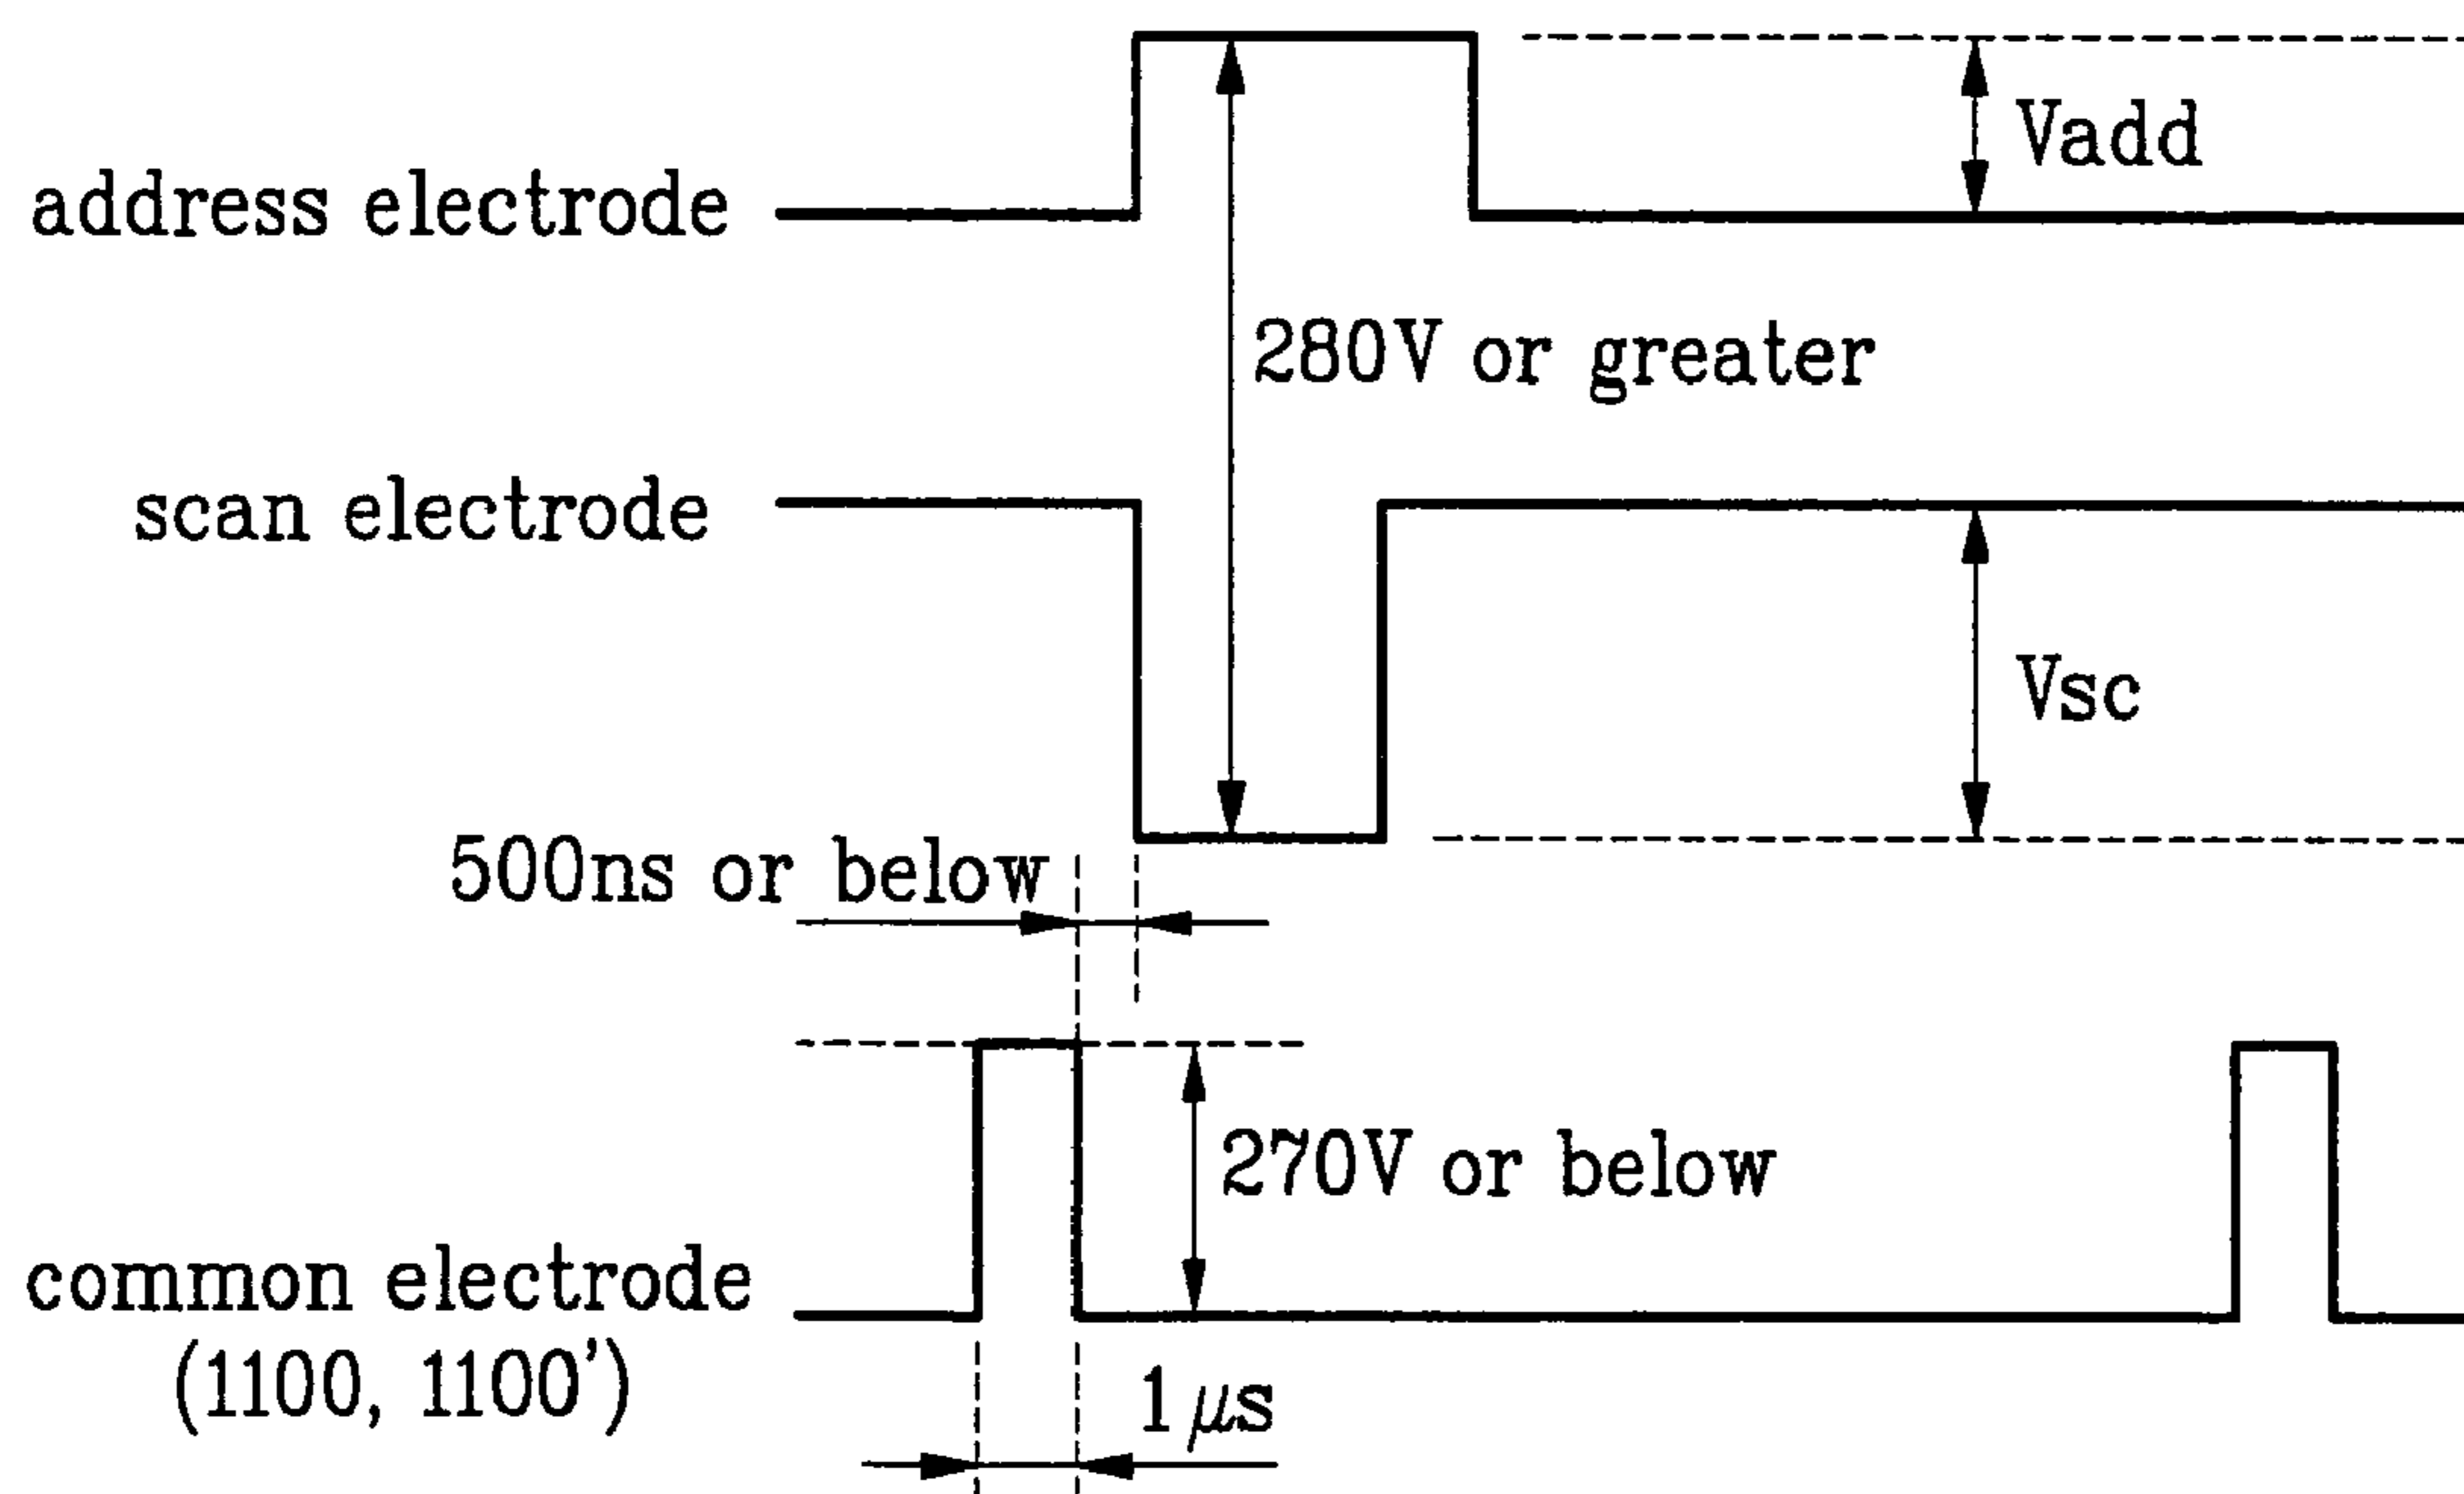 Vadd
address electrode
280V or greater
scan electrode
Vsc
500ns or below
270V or below
common electrode
(1100, 1100')
1μs